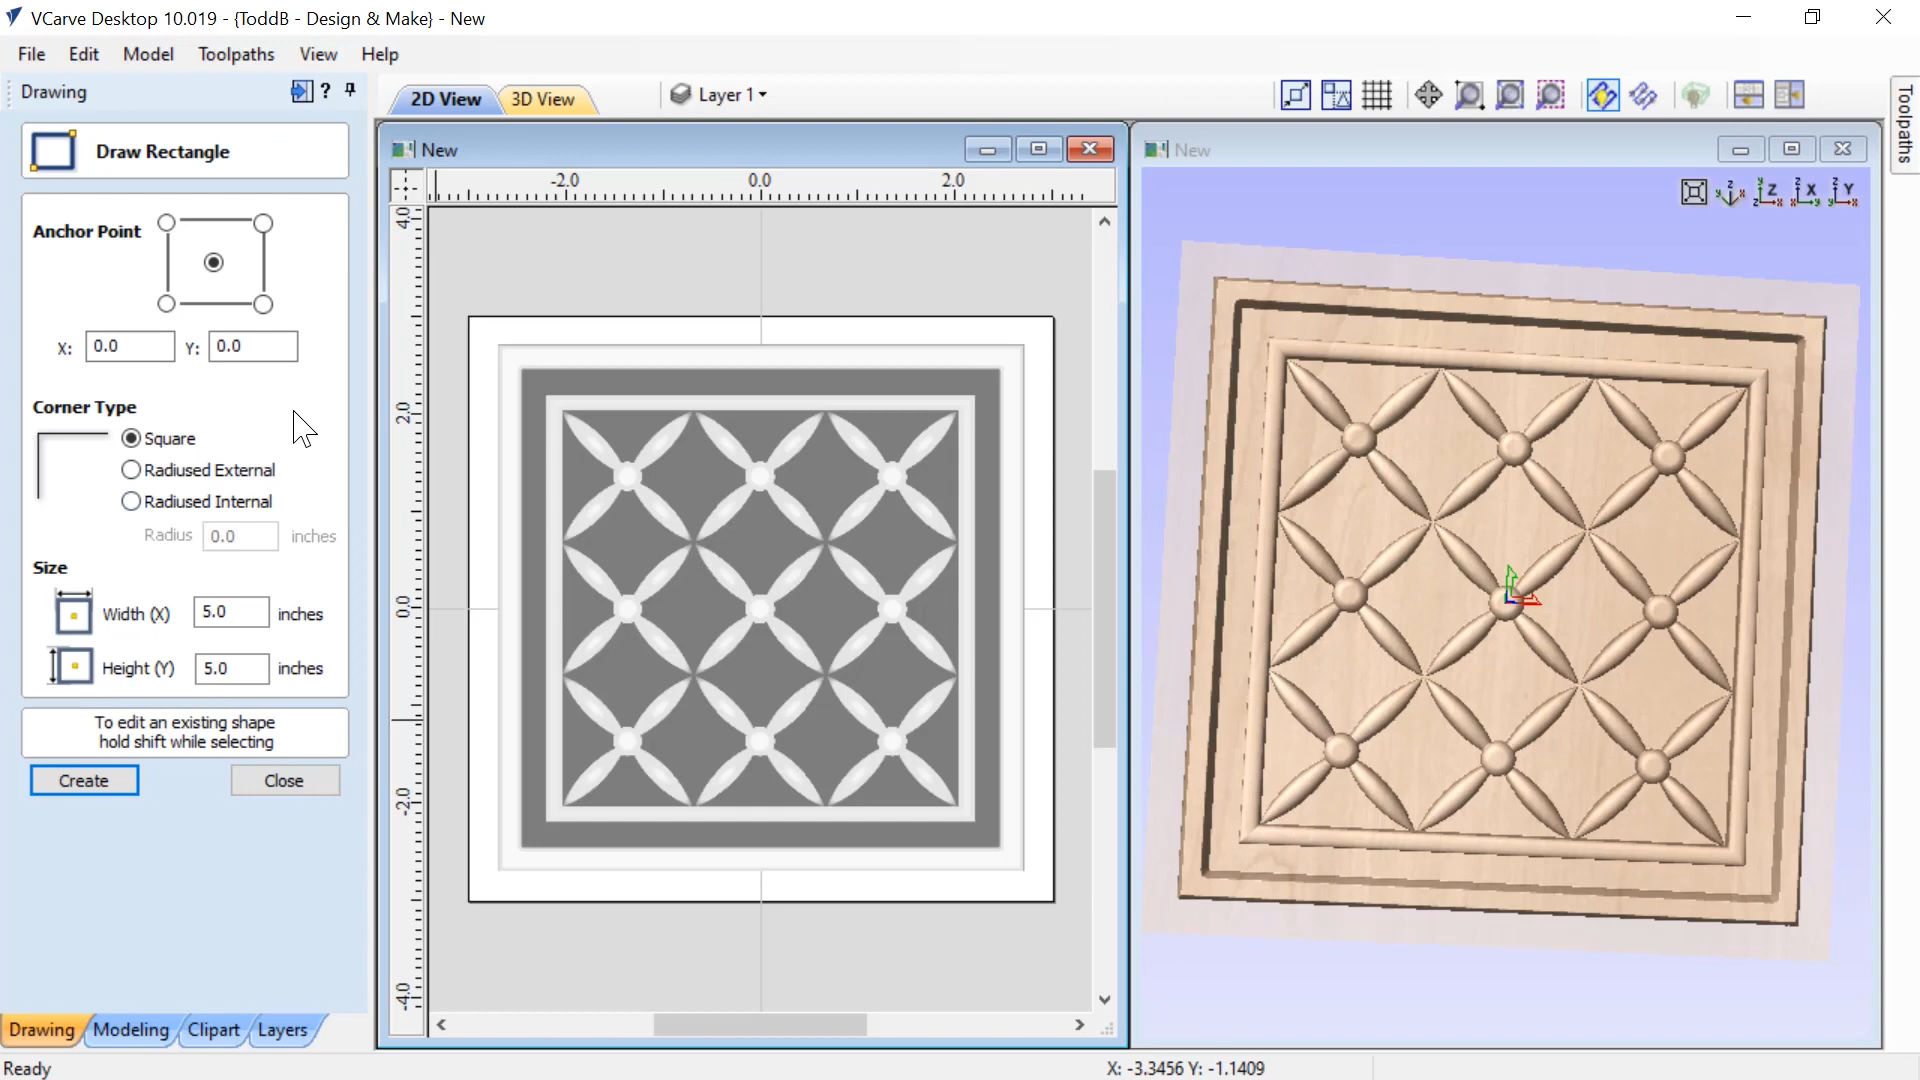 VCarve Desktop 10.019 - {ToddB - Design & Make} - New
File Edit Model Toolpaths View Help
Drawing ?
2D View 3D View Layer 1
Draw Rectangle
New
New
Toolpaths
-2.0 0.0 2.0
Z X Y
4.0
2.0
0.0
-2.0
-4.0
Anchor Point
X: 0.0 Y: 0.0
Corner Type
Square
Radiused External
Radiused Internal
Radius 0.0 inches
Size
Width (X) 5.0 inches
Height (Y) 5.0 inches
To edit an existing shape
hold shift while selecting
Create Close
Drawing Modeling Clipart Layers
Ready X: -3.3456 Y: -1.1409